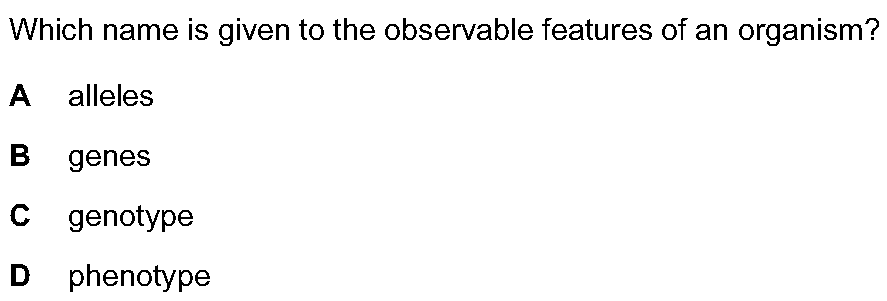 Which name is given to the observable features of an organism?
A alleles
B genes
C genotype
D phenotype